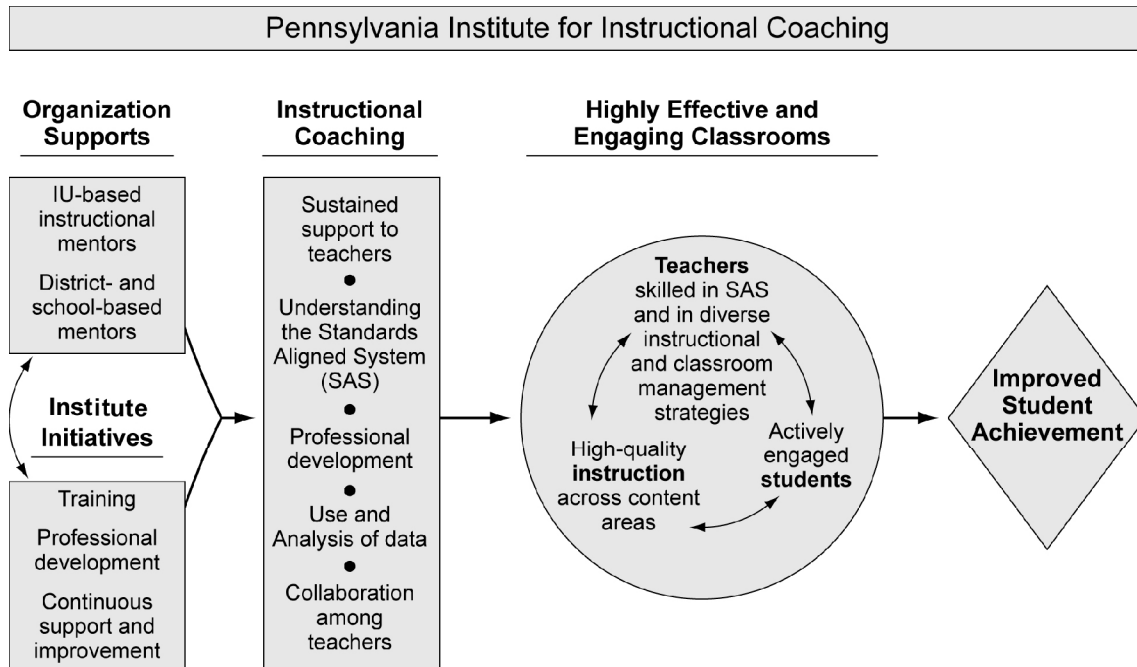 Pennsylvania Institute for Instructional Coaching
Organization
Supports
IU-based
instructional
mentors
District- and
school-based
mentors
Institute
Initiatives
Training
Professional
development
Continuous
support and
improvement
Instructional
Coaching
Sustained
support to
teachers
Understanding
the Standards
Aligned System
(SAS)
Professional
development
Use and
Analysis of data
Collaboration
among
teachers
Highly Effective and
Engaging Classrooms
Teachers
skilled in SAS
and in diverse
instructional
and classroom
management
strategies
High-quality
instruction
across content
areas
Actively
engaged
students
Improved
Student
Achievement